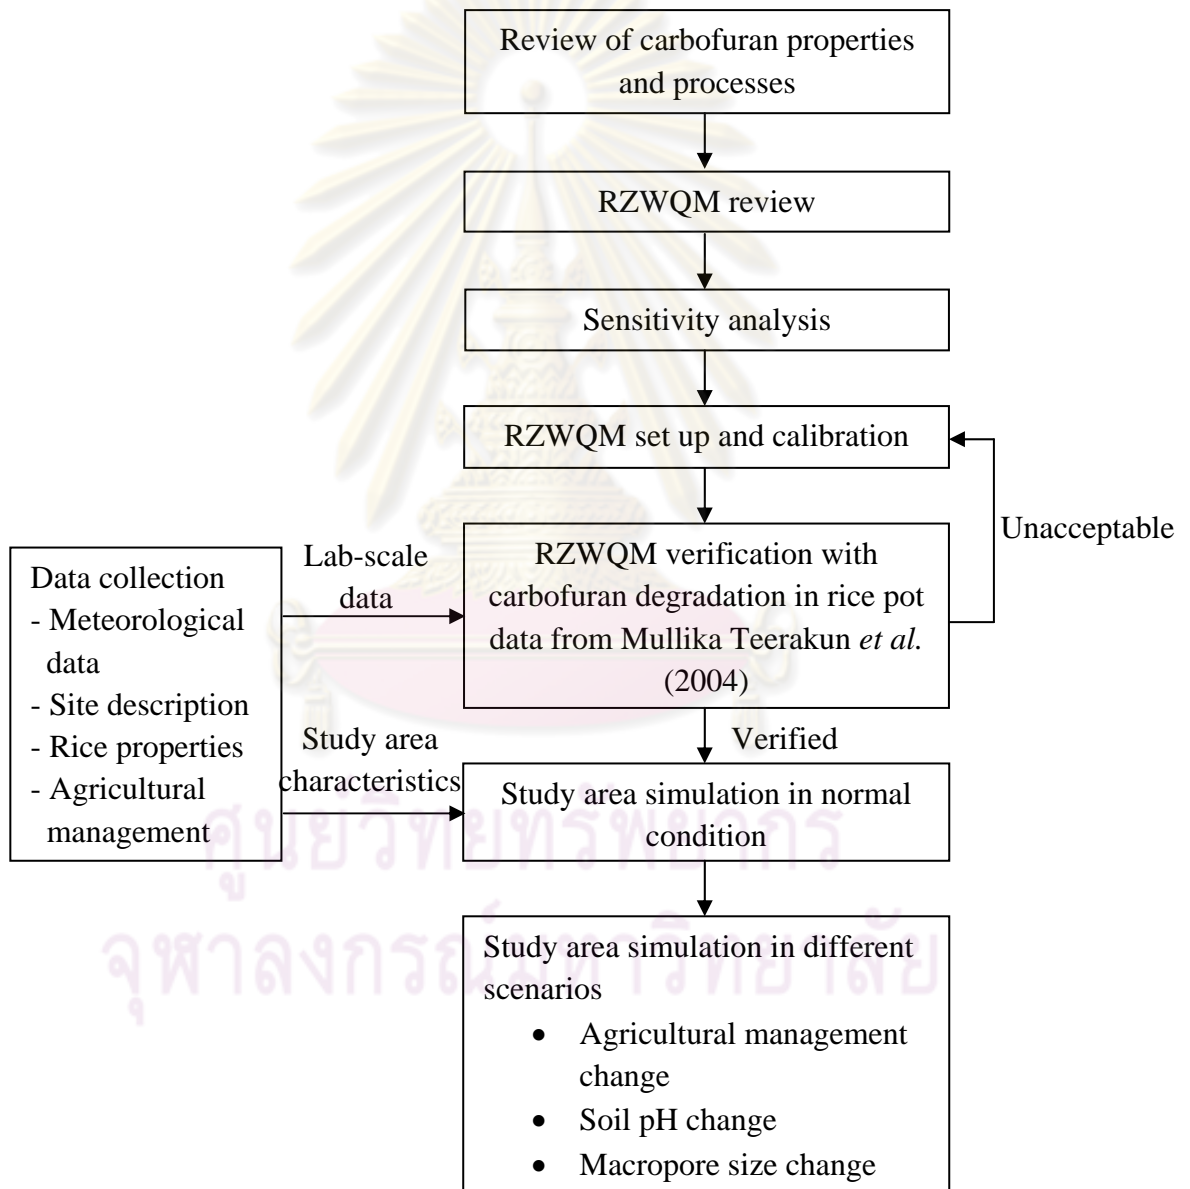 Review of carbofuran properties
and processes
RZWQM review
Sensitivity analysis
RZWQM set up and calibration
Unacceptable
RZWQM verification with
carbofuran degradation in rice pot
data from Mullika Teerakun et al.
(2004)
Lab-scale
data
Data collection
- Meteorological
data
- Site description
- Rice properties
- Agricultural
management
Study area
characteristics
Verified
Study area simulation in normal
condition
Study area simulation in different
scenarios
• Agricultural management
change
• Soil pH change
• Macropore size change
ศูนย์วิทยทรัพยากร
จุฬาลงกรณ์มหาวิทยาลัย